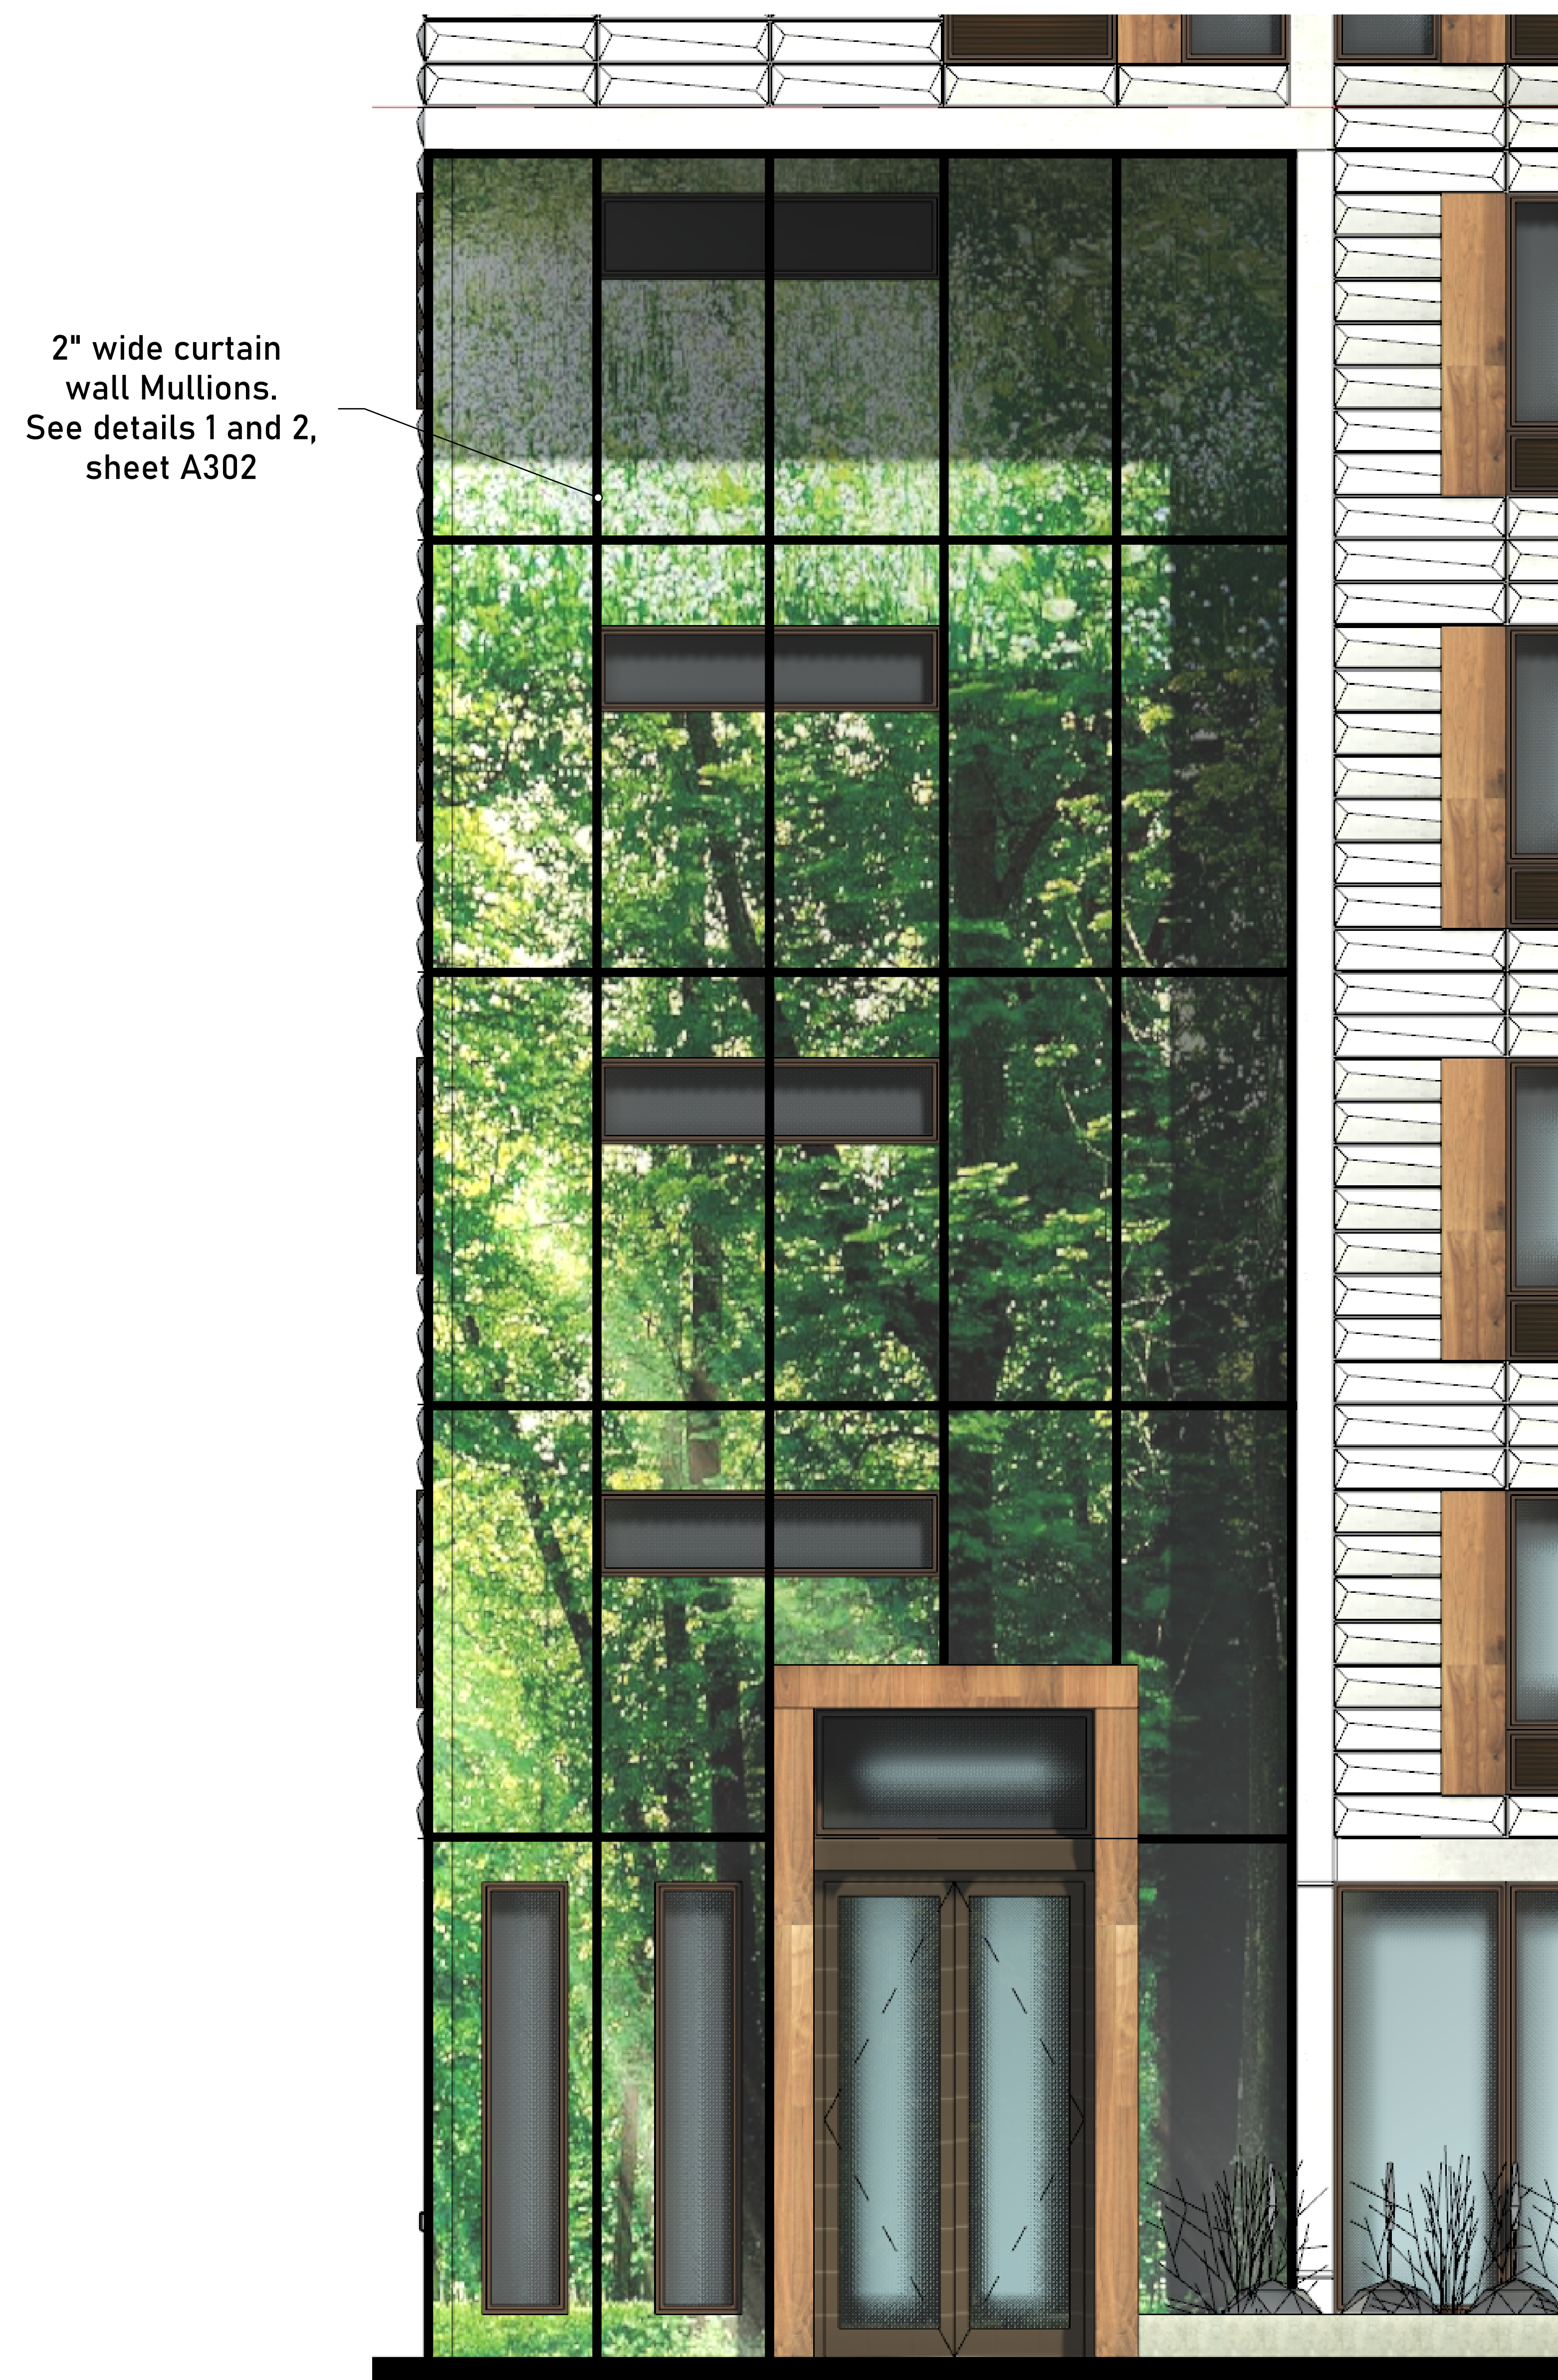 2" wide curtain
wall Mullions.
See details 1 and 2,
sheet A302